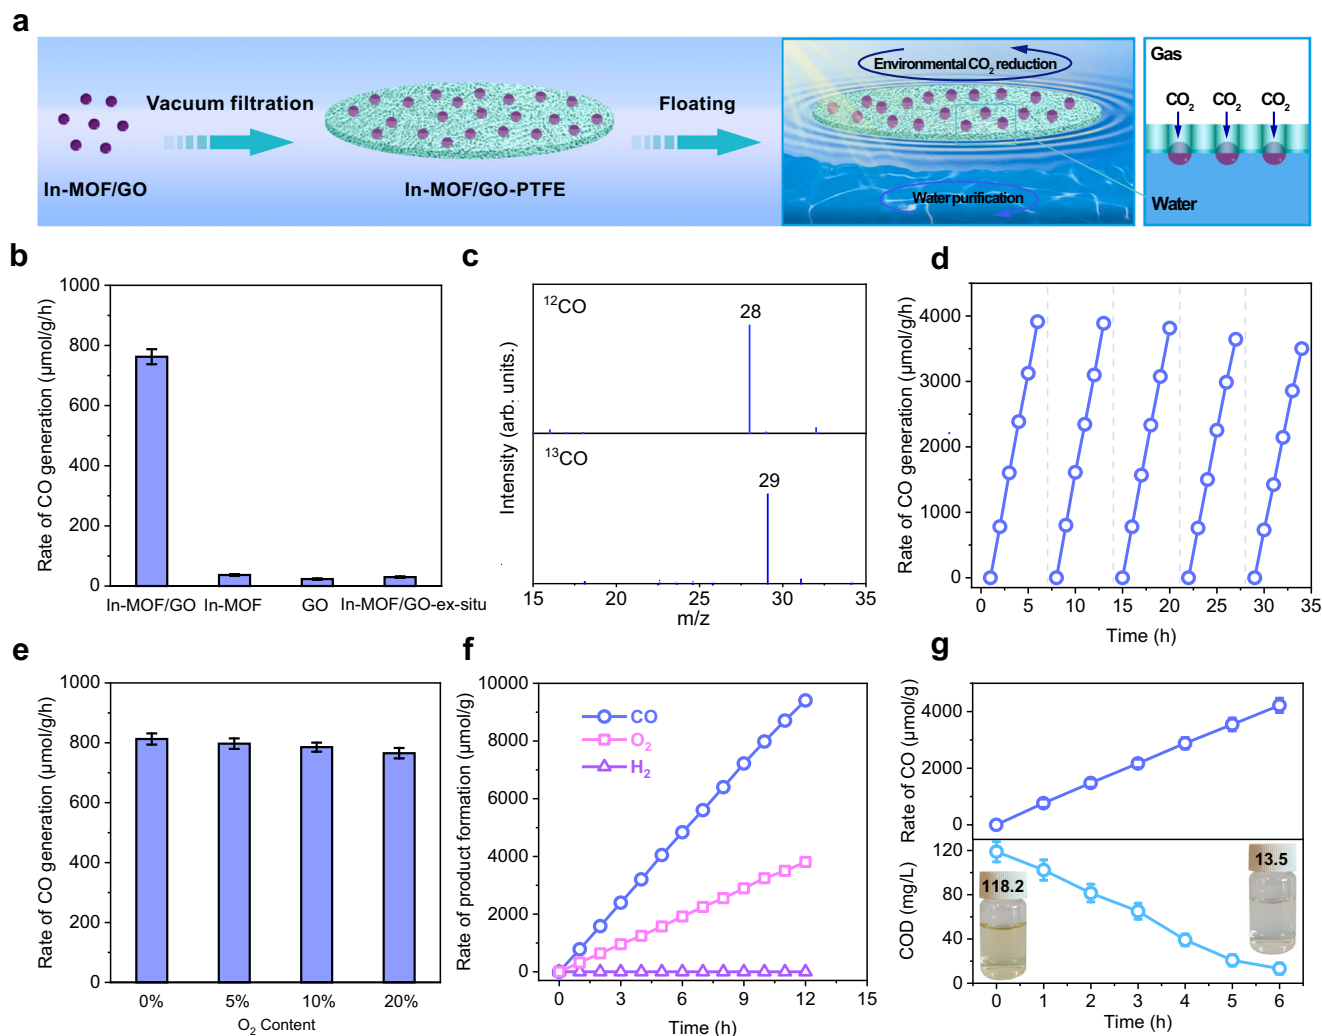 a
Vacuum filtration
Floating
In-MOF/GO
In-MOF/GO-PTFE
Environmental CO₂ reduction
Water purification
Gas
CO₂ CO₂ CO₂
Water
b
Rate of CO generation (μmol/g/h)
1000
800
600
400
200
0
In-MOF/GO In-MOF GO In-MOF/GO-ex-situ
c
Intensity (arb. units.)
¹²CO
28
¹³CO
29
15 20 25 30 35
m/z
d
Rate of CO generation (μmol/g/h)
4000
3000
2000
1000
0
0 5 10 15 20 25 30 35
Time (h)
e
Rate of CO generation (μmol/g/h)
1000
800
600
400
200
0
0% 5% 10% 20%
O₂ Content
f
Rate of product formation (μmol/g)
10000
8000
6000
4000
2000
0
CO
O₂
H₂
0 3 6 9 12 15
Time (h)
g
Rate of CO (μmol/g)
4000
2000
0
COD (mg/L)
120
80
40
0
118.2
13.5
0 1 2 3 4 5 6
Time (h)